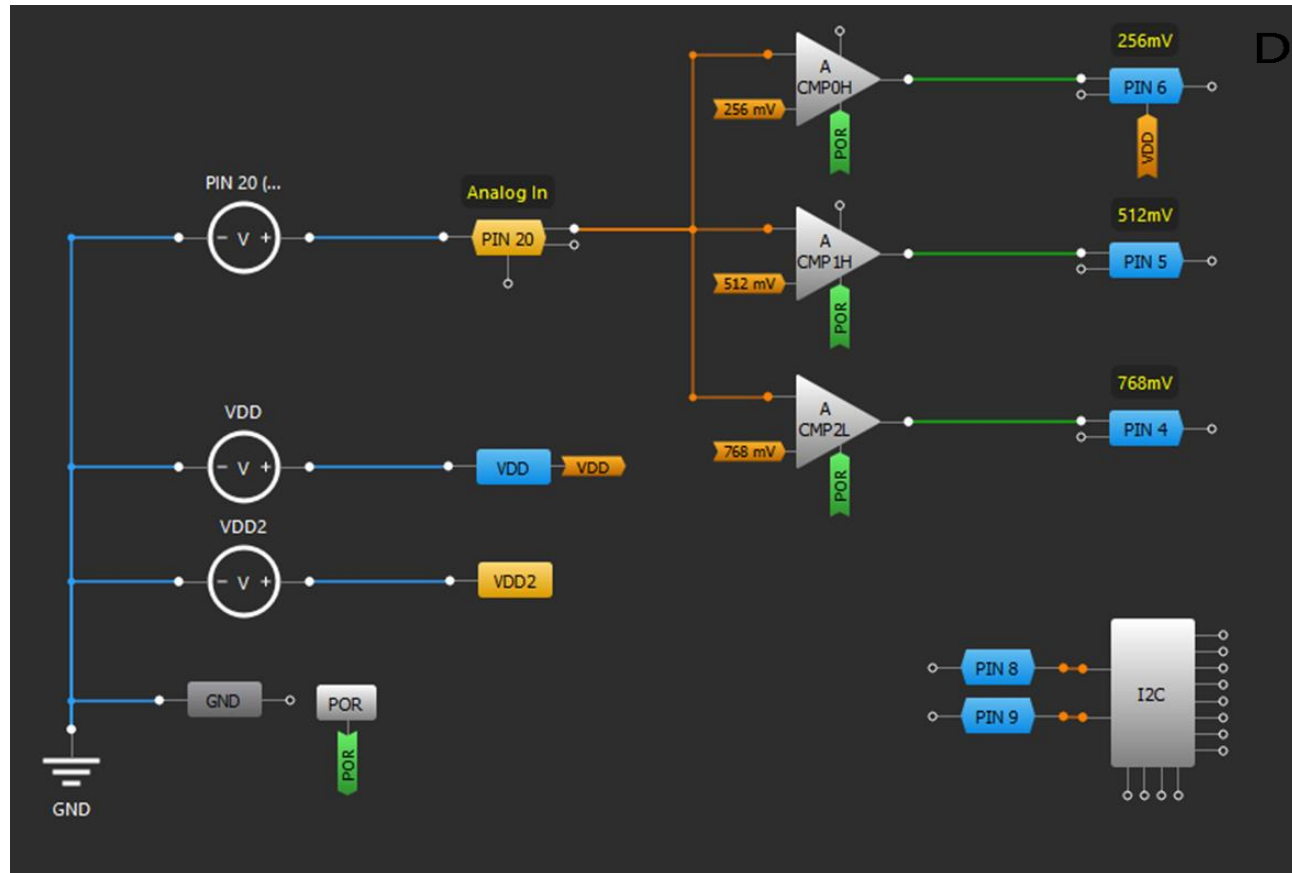 256mV
D
A
CMP0H
PIN 6
256 mV
POR
VDD
PIN 20 (...
- V +
Analog In
PIN 20
512mV
A
CMP1H
PIN 5
512 mV
POR
768mV
A
CMP2L
PIN 4
768 mV
POR
VDD
- V +
VDD
VDD
VDD2
- V +
VDD2
PIN 8
PIN 9
I2C
GND
POR
POR
GND